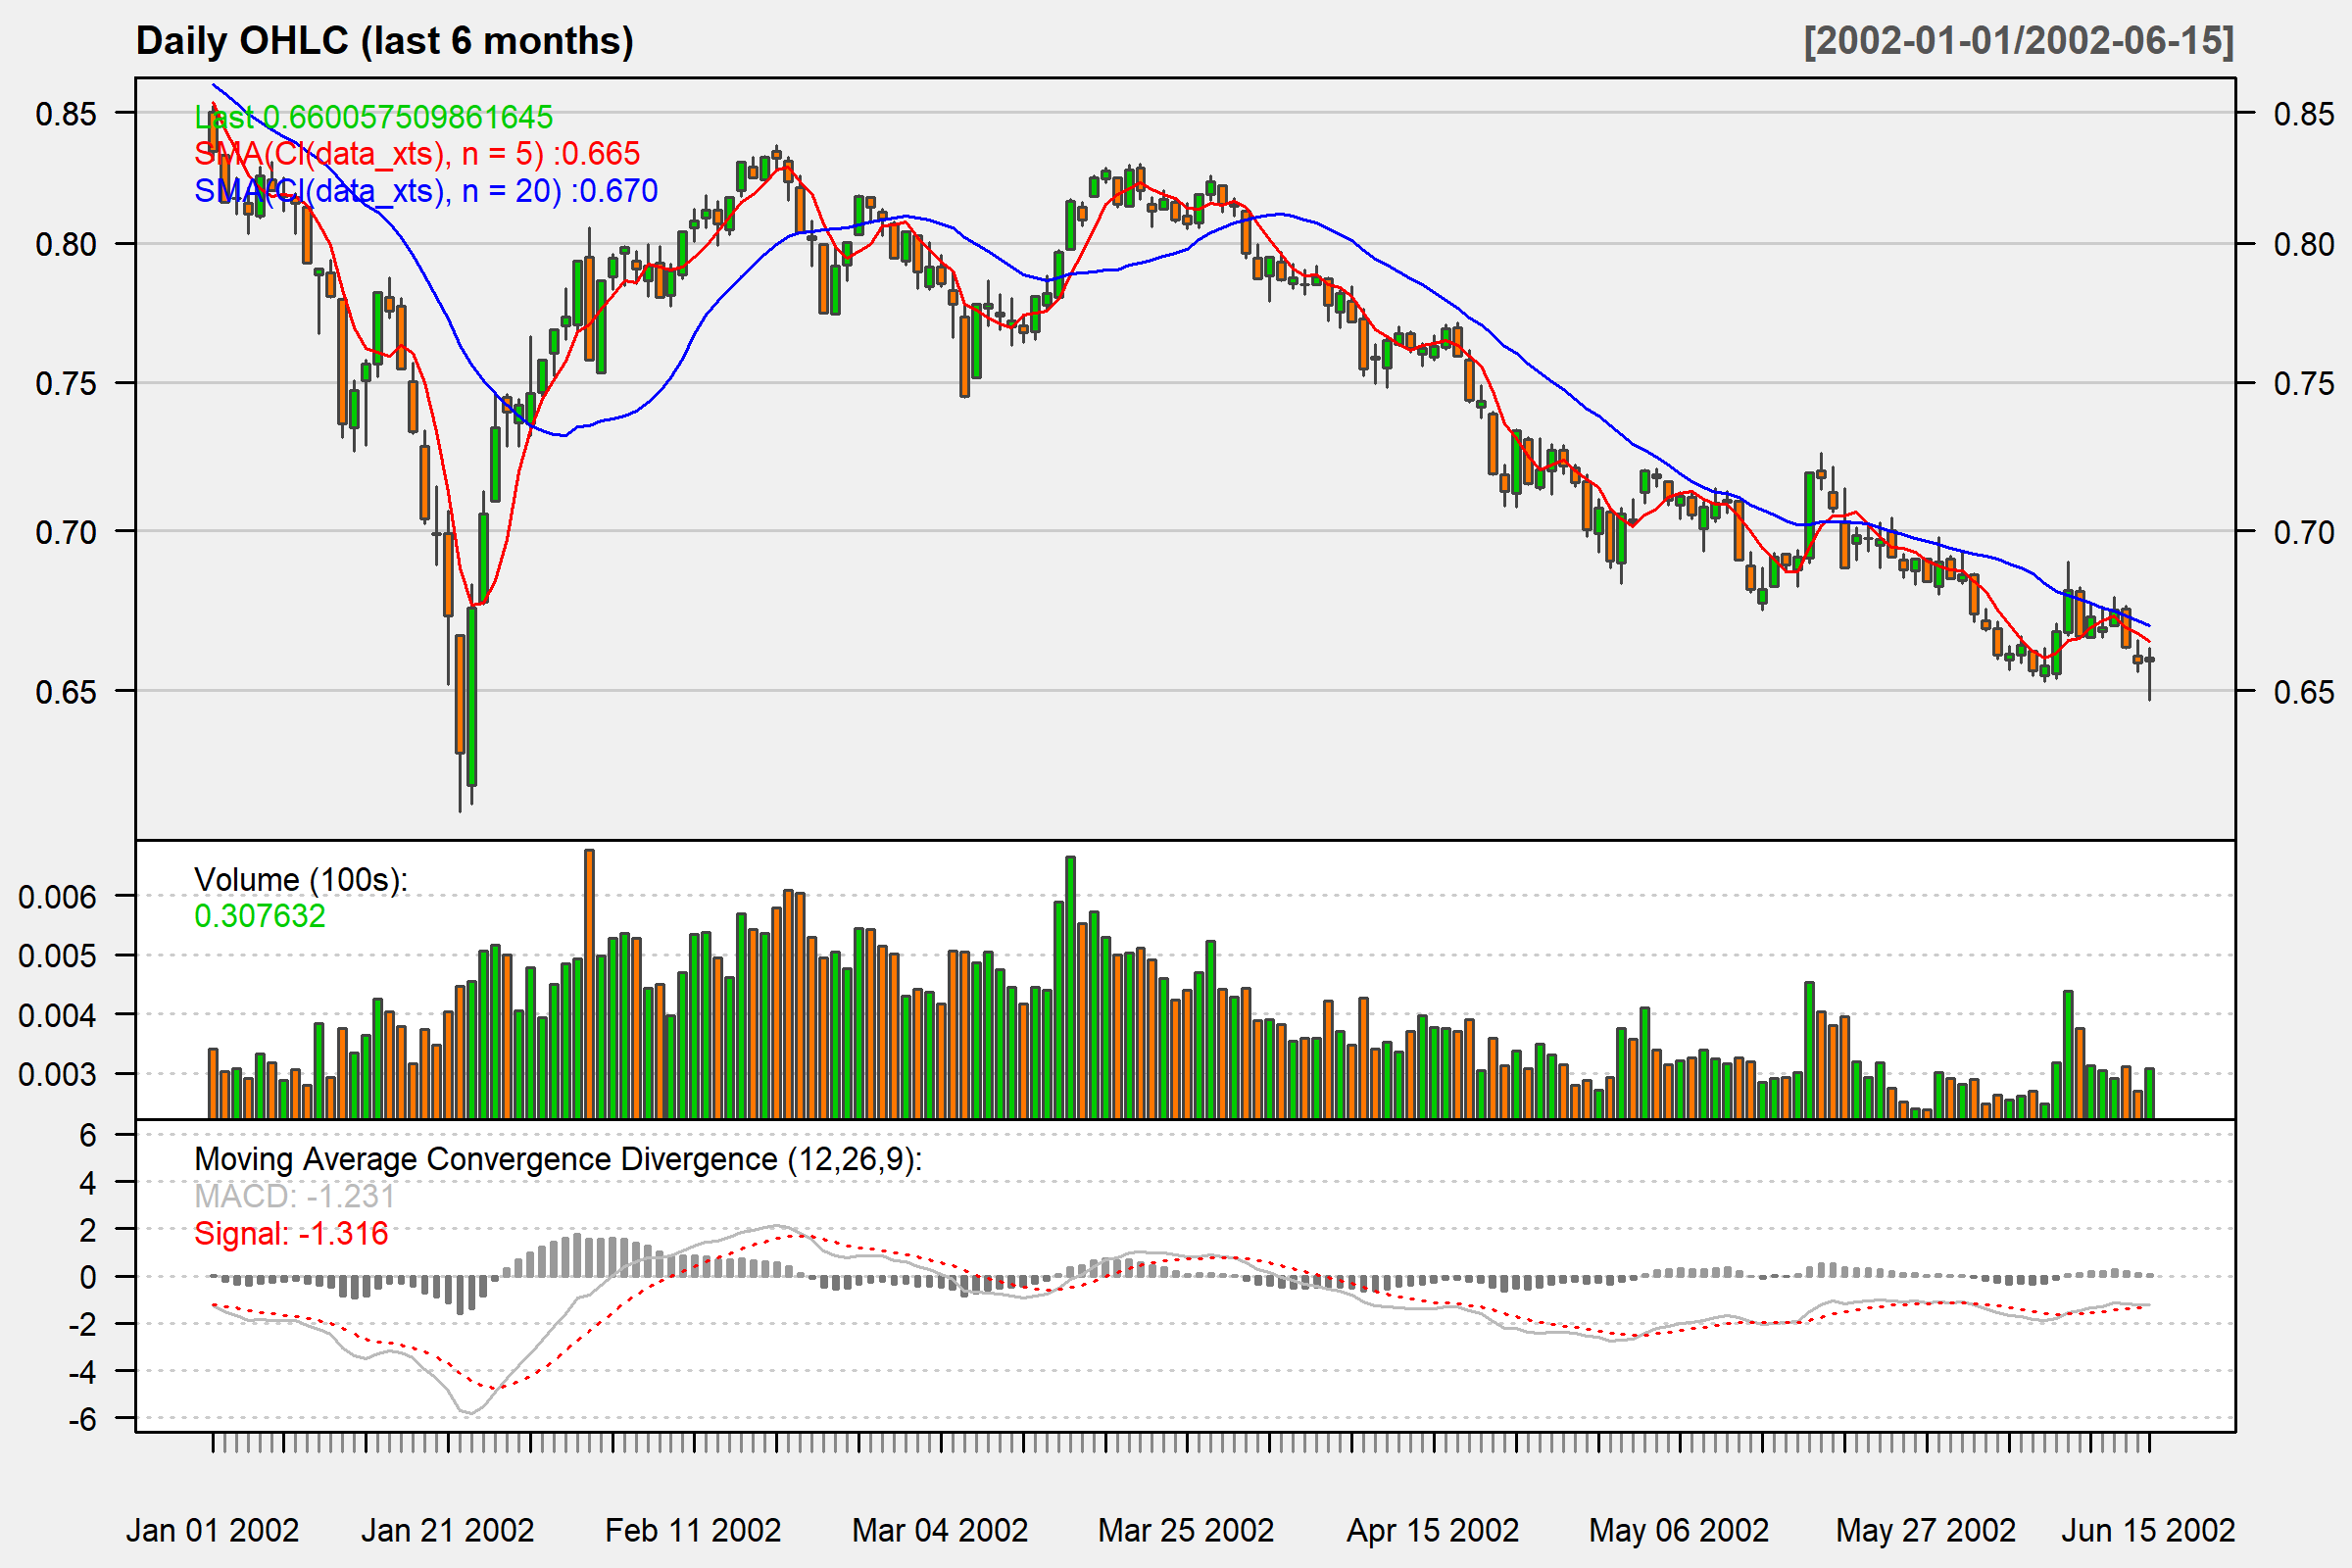 Daily OHLC (last 6 months) [2002-01-01/2002-06-15]
Last 0.660057509861645
SMA(Cl(data_xts), n = 5) :0.665
SMA(Cl(data_xts), n = 20) :0.670
0.85 0.85
0.80 0.80
0.75 0.75
0.70 0.70
0.65 0.65
Volume (100s):
0.307632
0.006
0.005
0.004
0.003
Moving Average Convergence Divergence (12,26,9):
MACD: -1.231
Signal: -1.316
6
4
2
0
-2
-4
-6
Jan 01 2002 Jan 21 2002 Feb 11 2002 Mar 04 2002 Mar 25 2002 Apr 15 2002 May 06 2002 May 27 2002 Jun 15 2002